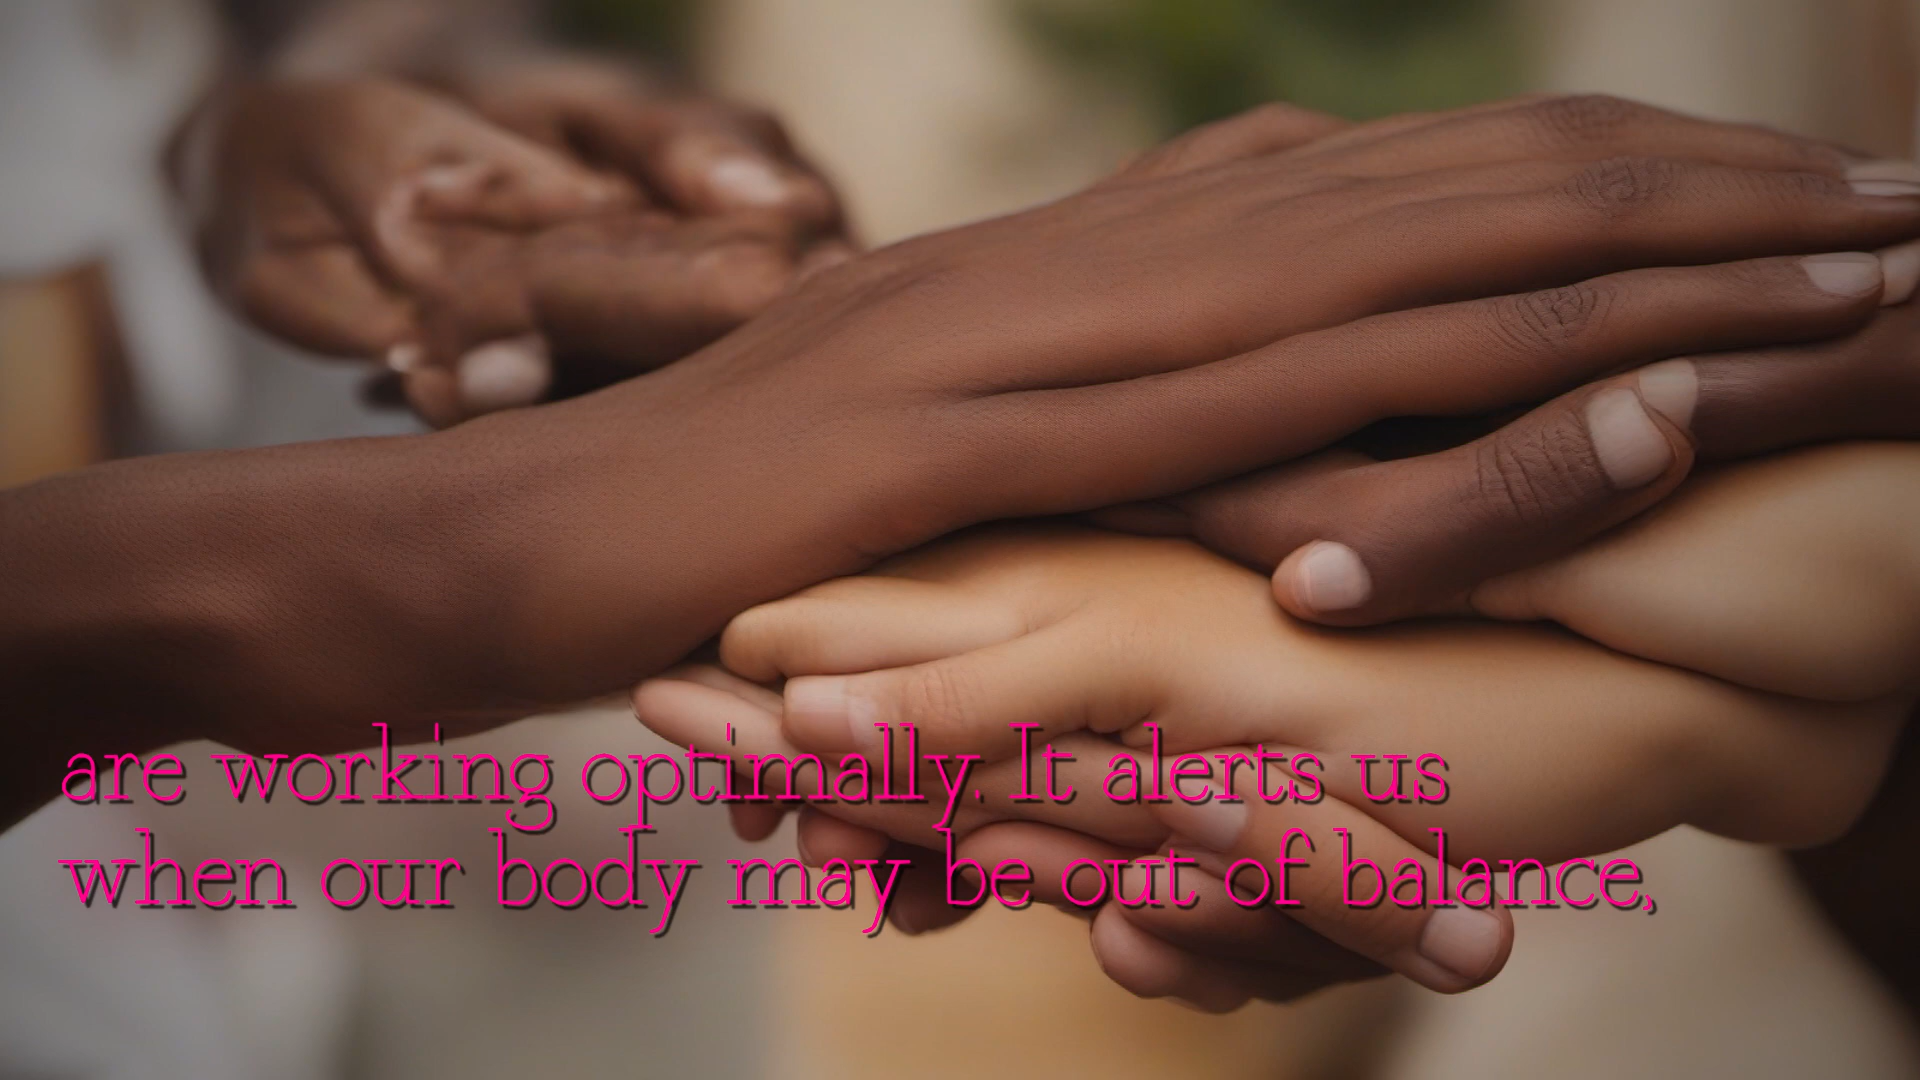 are working optimally. It alerts us
when our body may be out of balance,